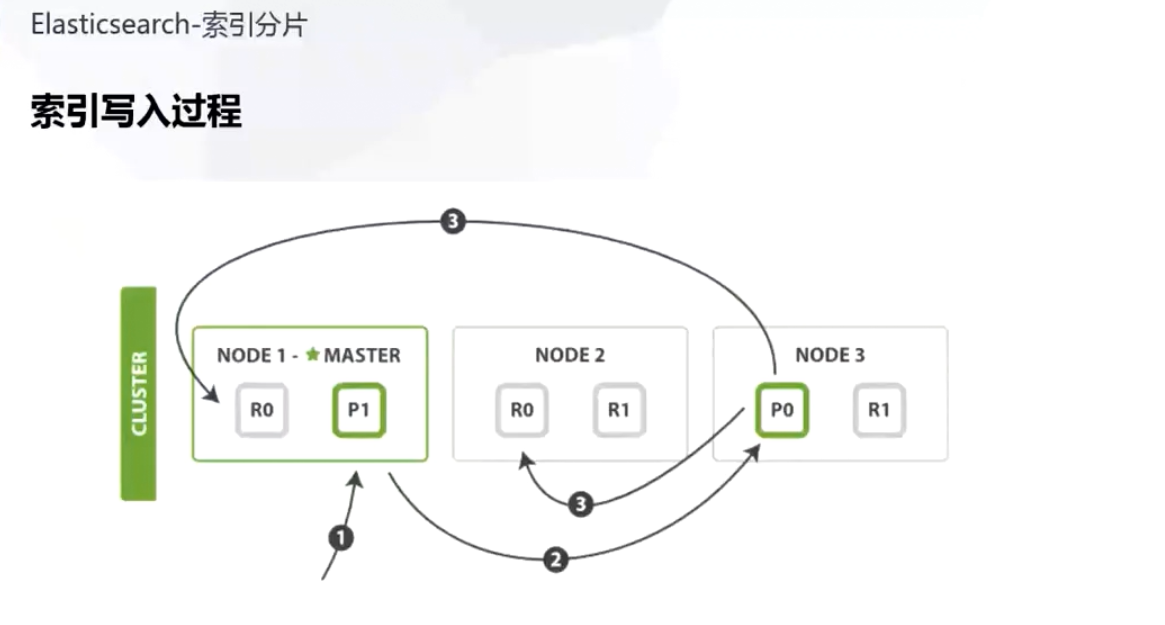 Elasticsearch-索引分片
索引写入过程
3
CLUSTER
NODE 1 - ★ MASTER
NODE 2
NODE 3
R0
P1
R0
R1
P0
R1
3
1
2